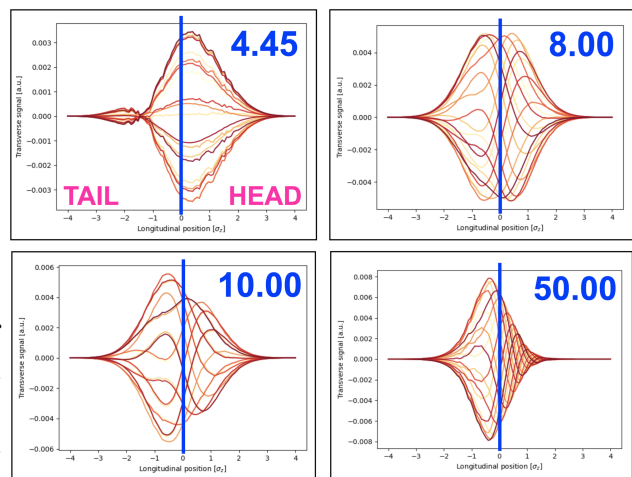 4.45
0.003
0.002
0.001
0.000
−0.001
−0.002
−0.003
Transverse signal [a.u.]
TAIL HEAD
−4 −3 −2 −1 0 1 2 3 4
Longitudinal position [σz]
8.00
0.004
0.002
0.000
−0.002
−0.004
Transverse signal [a.u.]
−4 −3 −2 −1 0 1 2 3 4
Longitudinal position [σz]
10.00
0.006
0.004
0.002
0.000
−0.002
−0.004
−0.006
Transverse signal [a.u.]
−4 −3 −2 −1 0 1 2 3 4
Longitudinal position [σz]
50.00
0.008
0.006
0.004
0.002
0.000
−0.002
−0.004
−0.006
−0.008
Transverse signal [a.u.]
−4 −3 −2 −1 0 1 2 3 4
Longitudinal position [σz]